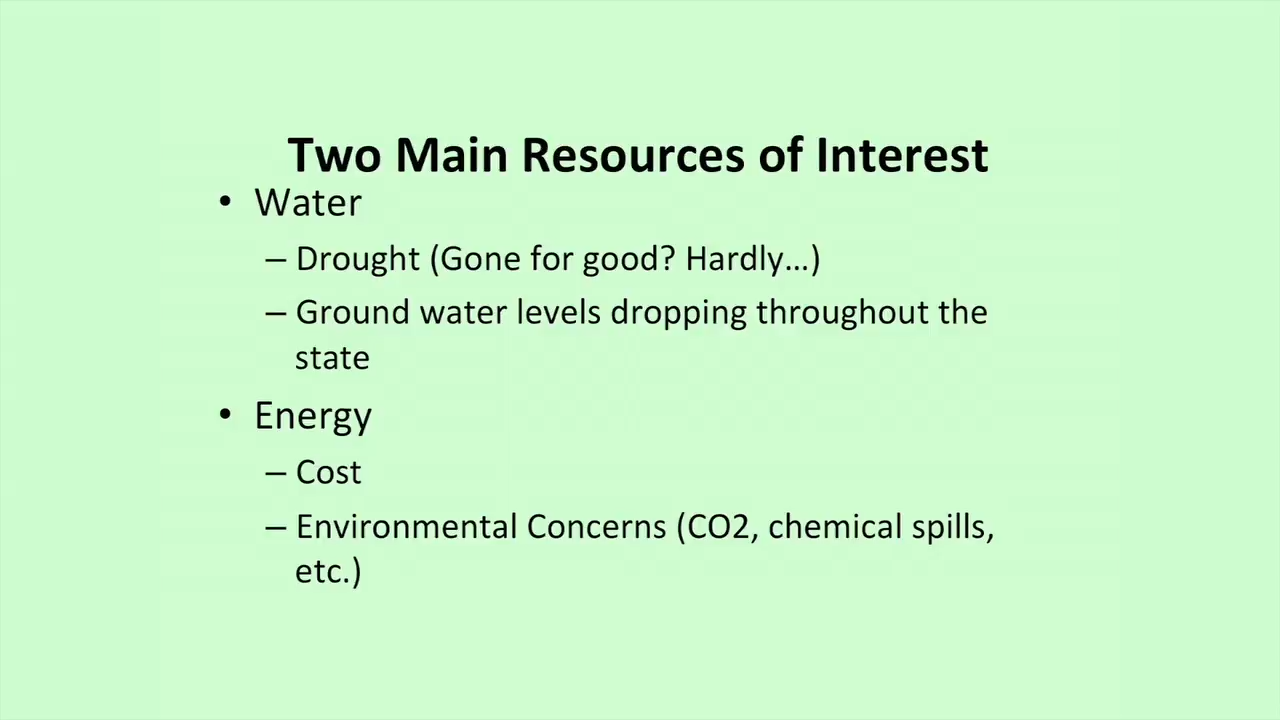 Two Main Resources of Interest
• Water
– Drought (Gone for good? Hardly…)
– Ground water levels dropping throughout the
state
• Energy
– Cost
– Environmental Concerns (CO2, chemical spills,
etc.)